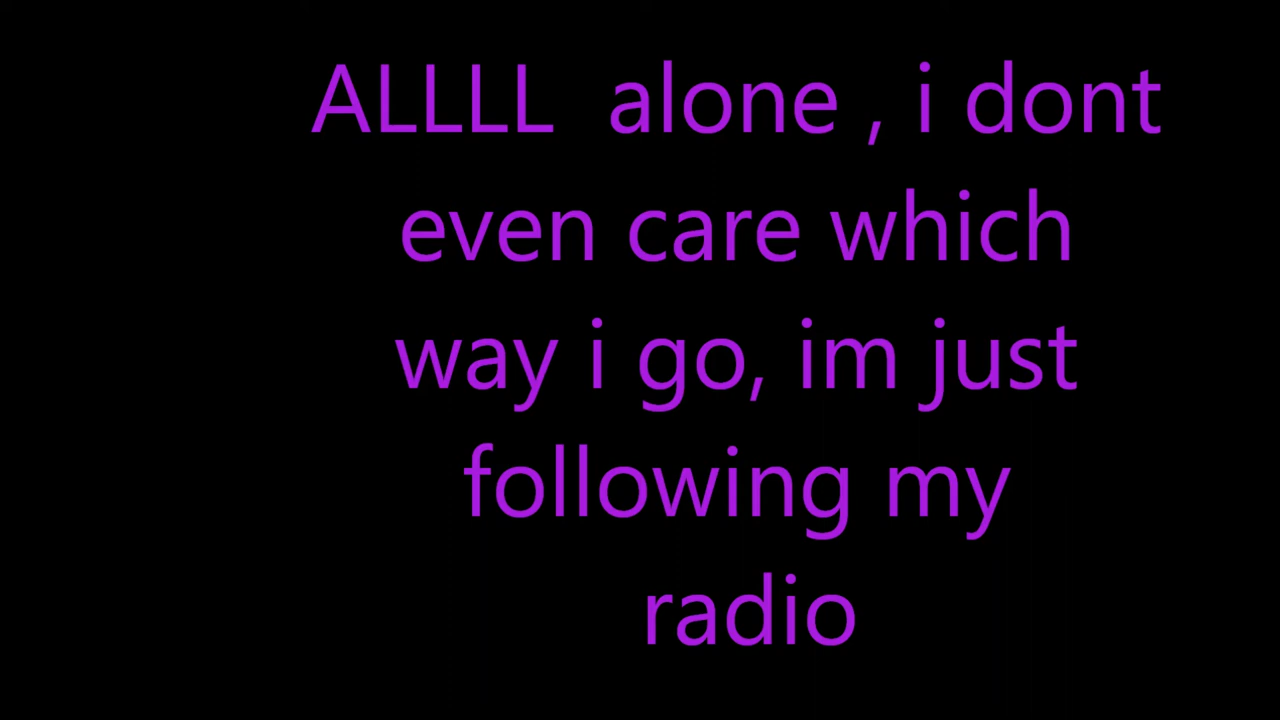 ALLLL  alone , i dont
even care which
way i go, im just
following my
radio